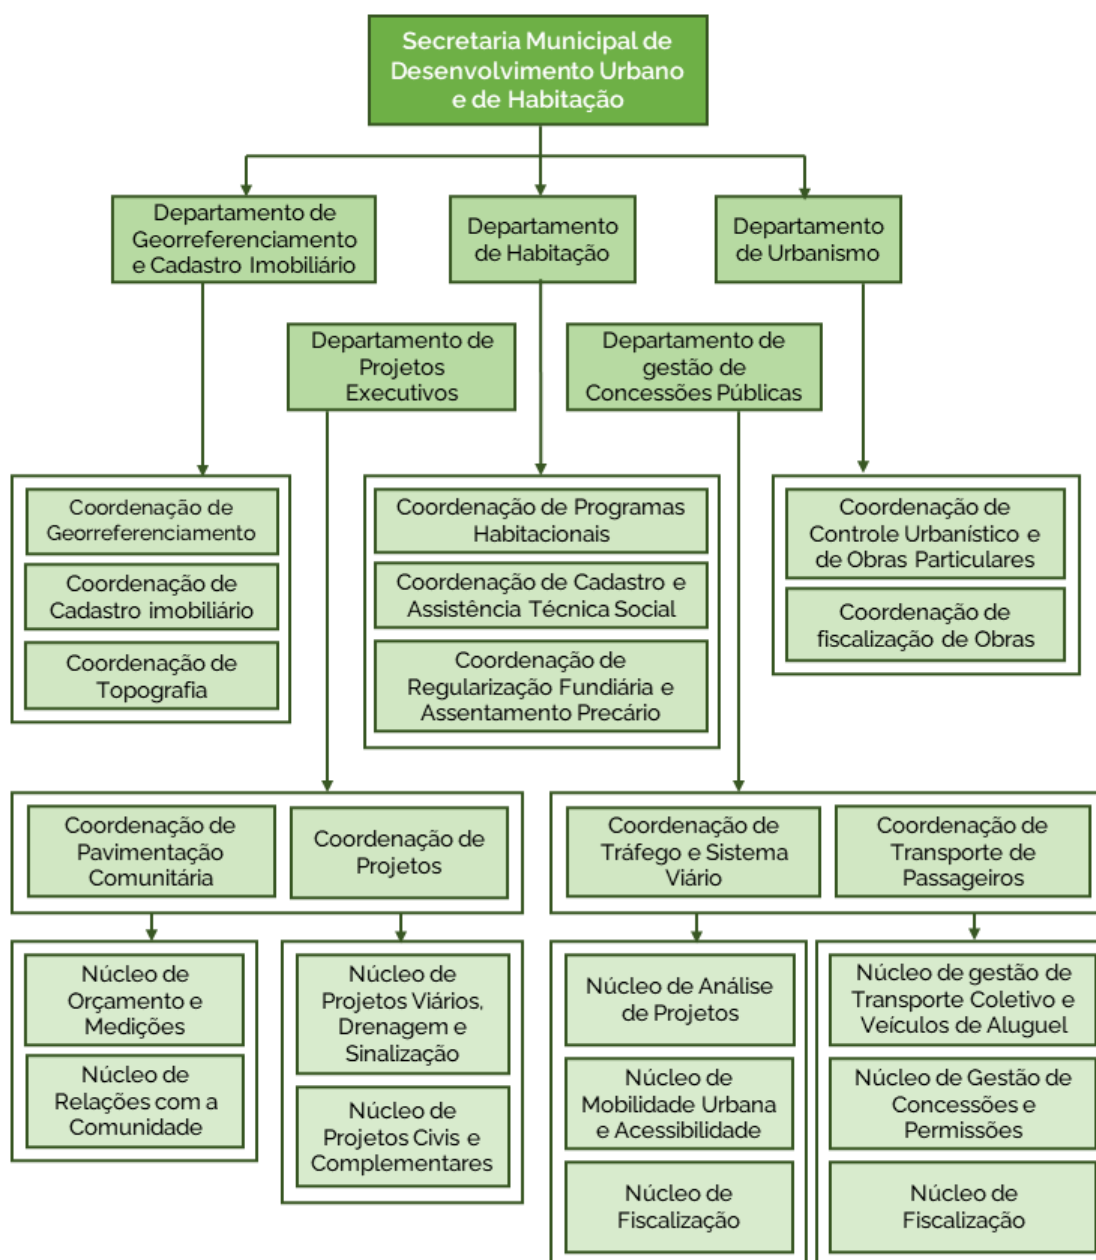 Secretaria Municipal de
Desenvolvimento Urbano
e de Habitação
Departamento de
Georreferenciamento
e Cadastro Imobiliário
Departamento
de Habitação
Departamento
de Urbanismo
Departamento de
Projetos
Executivos
Departamento de
gestão de
Concessões Públicas
Coordenação de
Georreferenciamento
Coordenação de
Cadastro imobiliário
Coordenação de
Topografia
Coordenação de Programas
Habitacionais
Coordenação de Cadastro e
Assistência Técnica Social
Coordenação de
Regularização Fundiária e
Assentamento Precário
Coordenação de
Controle Urbanístico e
de Obras Particulares
Coordenação de
fiscalização de Obras
Coordenação de
Pavimentação
Comunitária
Coordenação de
Projetos
Coordenação de
Tráfego e Sistema
Viário
Coordenação de
Transporte de
Passageiros
Núcleo de
Orçamento e
Medições
Núcleo de
Relações com a
Comunidade
Núcleo de
Projetos Viários,
Drenagem e
Sinalização
Núcleo de
Projetos Civis e
Complementares
Núcleo de Análise
de Projetos
Núcleo de
Mobilidade Urbana
e Acessibilidade
Núcleo de
Fiscalização
Núcleo de gestão de
Transporte Coletivo e
Veículos de Aluguel
Núcleo de Gestão de
Concessões e
Permissões
Núcleo de
Fiscalização